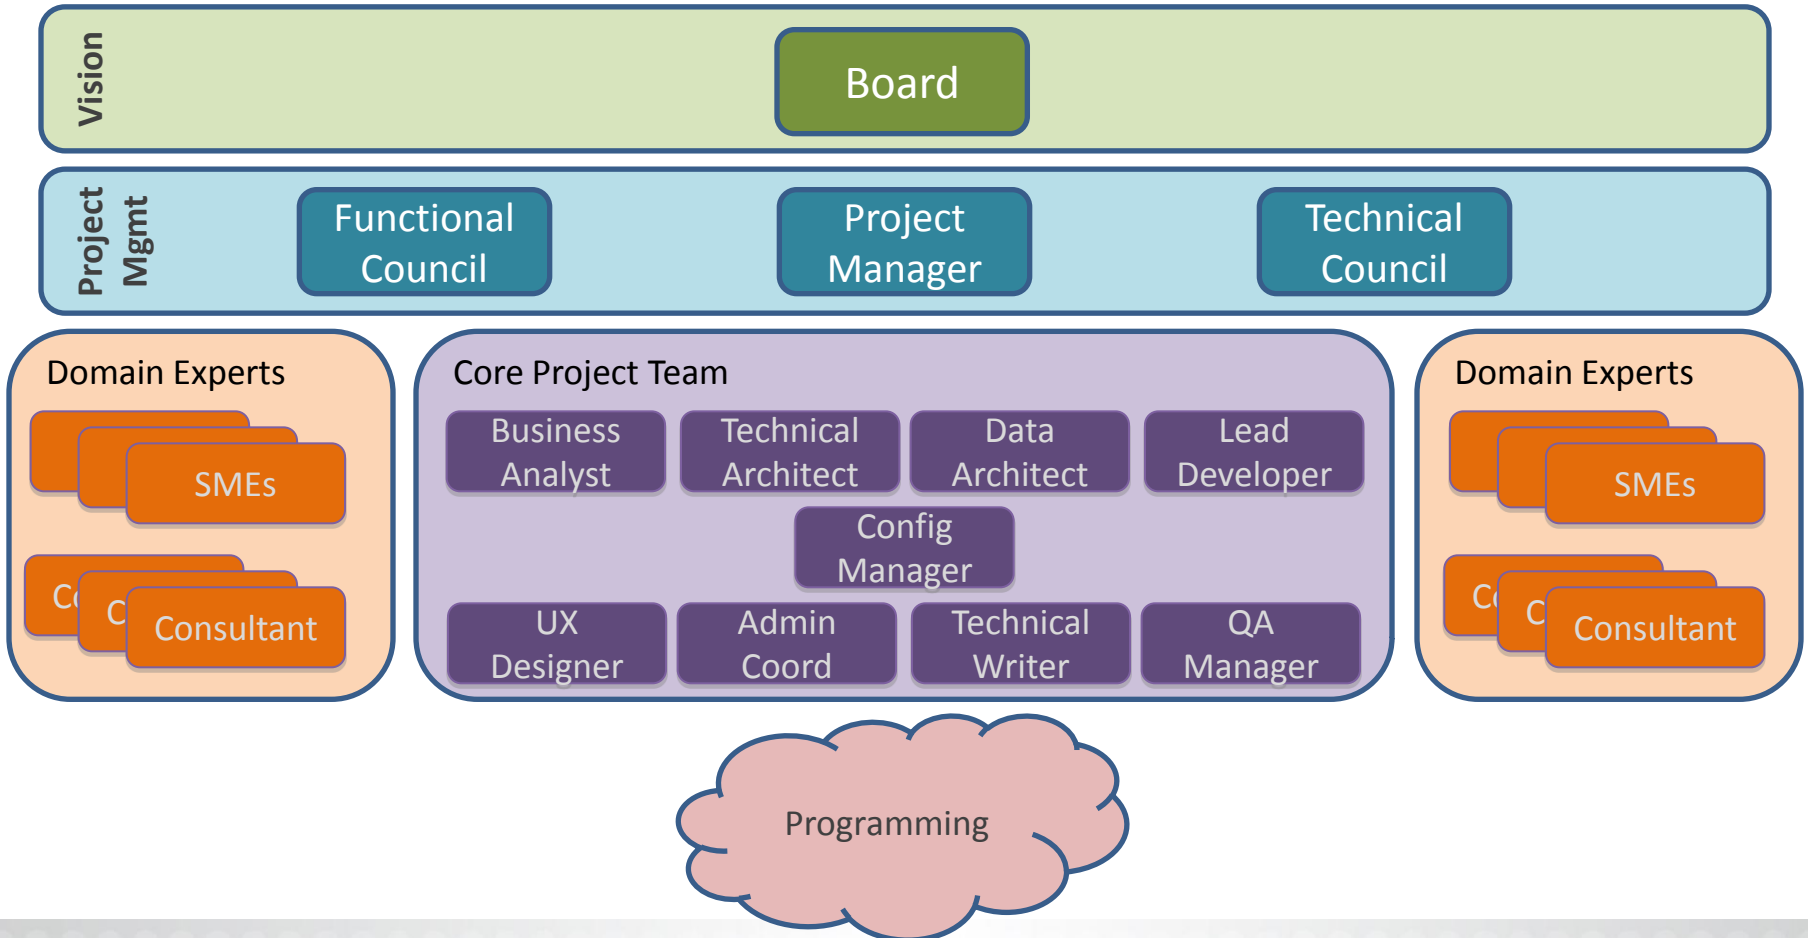 Vision
Board
Project
Mgmt
Functional
Council
Project
Manager
Technical
Council
Domain Experts
SMEs
Consultant
Core Project Team
Business
Analyst
Technical
Architect
Data
Architect
Lead
Developer
Config
Manager
UX
Designer
Admin
Coord
Technical
Writer
QA
Manager
Domain Experts
SMEs
Consultant
Programming